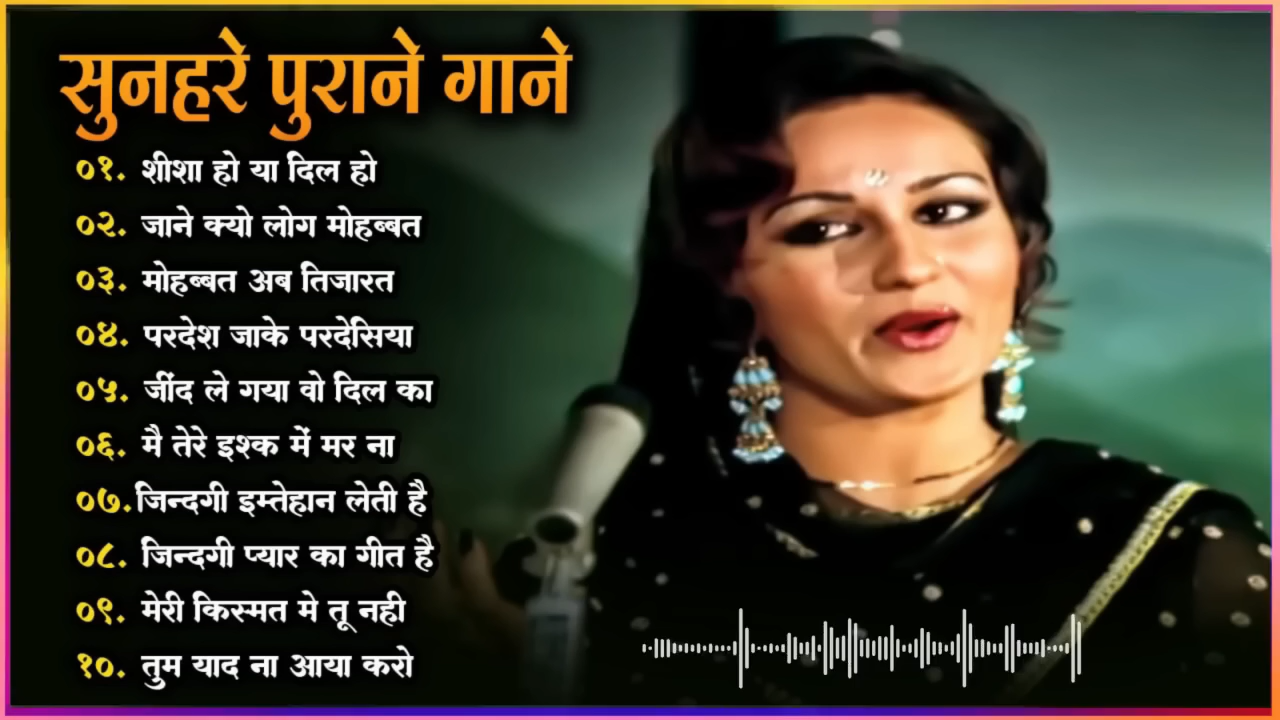 सुनहरे पुराने गाने
०१. शीशा हो या दिल हो
०२. जाने क्यो लोग मोहब्बत
०३. मोहब्बत अब तिजारत
०४. परदेश जाके परदेसिया
०५. जींद ले गया वो दिल का
०६. मै तेरे इश्क में मर ना
०७. जिन्दगी इम्तेहान लेती है
०८. जिन्दगी प्यार का गीत है
०९. मेरी किस्मत मे तू नही
१०. तुम याद ना आया करो